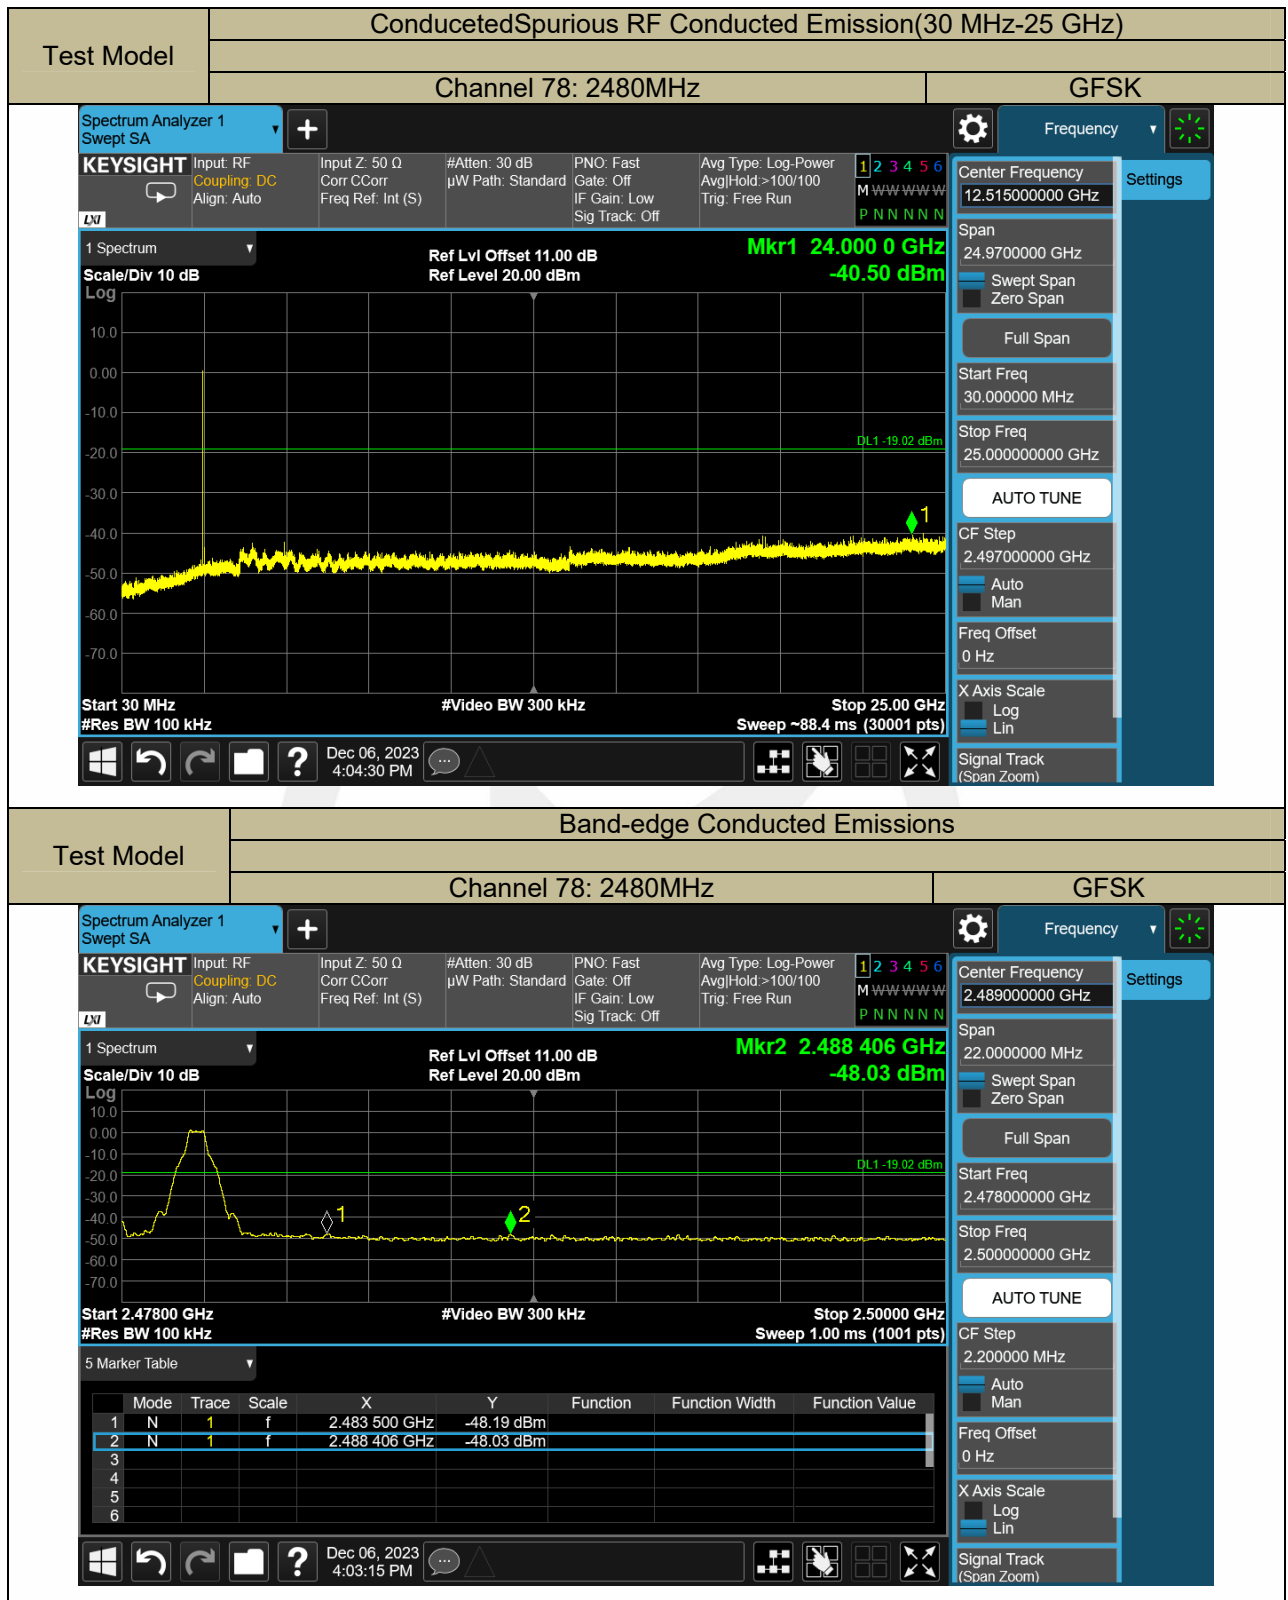 Test Model
ConducetedSpurious RF Conducted Emission(30 MHz-25 GHz)
Channel 78: 2480MHz
GFSK
Spectrum Analyzer 1
Swept SA
Frequency
KEYSIGHT
LXI
Input: RF
Coupling: DC
Align: Auto
Input Z: 50 Ω
Corr CCorr
Freq Ref: Int (S)
#Atten: 30 dB
µW Path: Standard
PNO: Fast
Gate: Off
IF Gain: Low
Sig Track: Off
Avg Type: Log-Power
Avg|Hold:>100/100
Trig: Free Run
1 2 3 4 5 6
M W W W W W
P N N N N N
Center Frequency
12.515000000 GHz
Settings
Span
24.9700000 GHz
Swept Span
Zero Span
Full Span
Start Freq
30.000000 MHz
Stop Freq
25.000000000 GHz
AUTO TUNE
CF Step
2.497000000 GHz
Auto
Man
Freq Offset
0 Hz
X Axis Scale
Log
Lin
Signal Track
(Span Zoom)
1 Spectrum
Scale/Div 10 dB
Ref Lvl Offset 11.00 dB
Ref Level 20.00 dBm
Mkr1 24.000 0 GHz
-40.50 dBm
Log
10.0
0.00
-10.0
-20.0
-30.0
-40.0
-50.0
-60.0
-70.0
DL1 -19.02 dBm
1
Start 30 MHz
#Res BW 100 kHz
#Video BW 300 kHz
Stop 25.00 GHz
Sweep ~88.4 ms (30001 pts)
?
Dec 06, 2023
4:04:30 PM
Test Model
Band-edge Conducted Emissions
Channel 78: 2480MHz
GFSK
Spectrum Analyzer 1
Swept SA
Frequency
KEYSIGHT
LXI
Input: RF
Coupling: DC
Align: Auto
Input Z: 50 Ω
Corr CCorr
Freq Ref: Int (S)
#Atten: 30 dB
µW Path: Standard
PNO: Fast
Gate: Off
IF Gain: Low
Sig Track: Off
Avg Type: Log-Power
Avg|Hold:>100/100
Trig: Free Run
1 2 3 4 5 6
M W W W W W
P N N N N N
Center Frequency
2.489000000 GHz
Settings
Span
22.0000000 MHz
Swept Span
Zero Span
Full Span
Start Freq
2.478000000 GHz
Stop Freq
2.500000000 GHz
AUTO TUNE
CF Step
2.200000 MHz
Auto
Man
Freq Offset
0 Hz
X Axis Scale
Log
Lin
Signal Track
(Span Zoom)
1 Spectrum
Scale/Div 10 dB
Ref Lvl Offset 11.00 dB
Ref Level 20.00 dBm
Mkr2 2.488 406 GHz
-48.03 dBm
Log
10.0
0.00
-10.0
-20.0
-30.0
-40.0
-50.0
-60.0
-70.0
DL1 -19.02 dBm
1
2
Start 2.47800 GHz
#Res BW 100 kHz
#Video BW 300 kHz
Stop 2.50000 GHz
Sweep 1.00 ms (1001 pts)
5 Marker Table
Mode Trace Scale X Y Function Function Width Function Value
1 N 1 f 2.483 500 GHz -48.19 dBm
2 N 1 f 2.488 406 GHz -48.03 dBm
3
4
5
6
?
Dec 06, 2023
4:03:15 PM